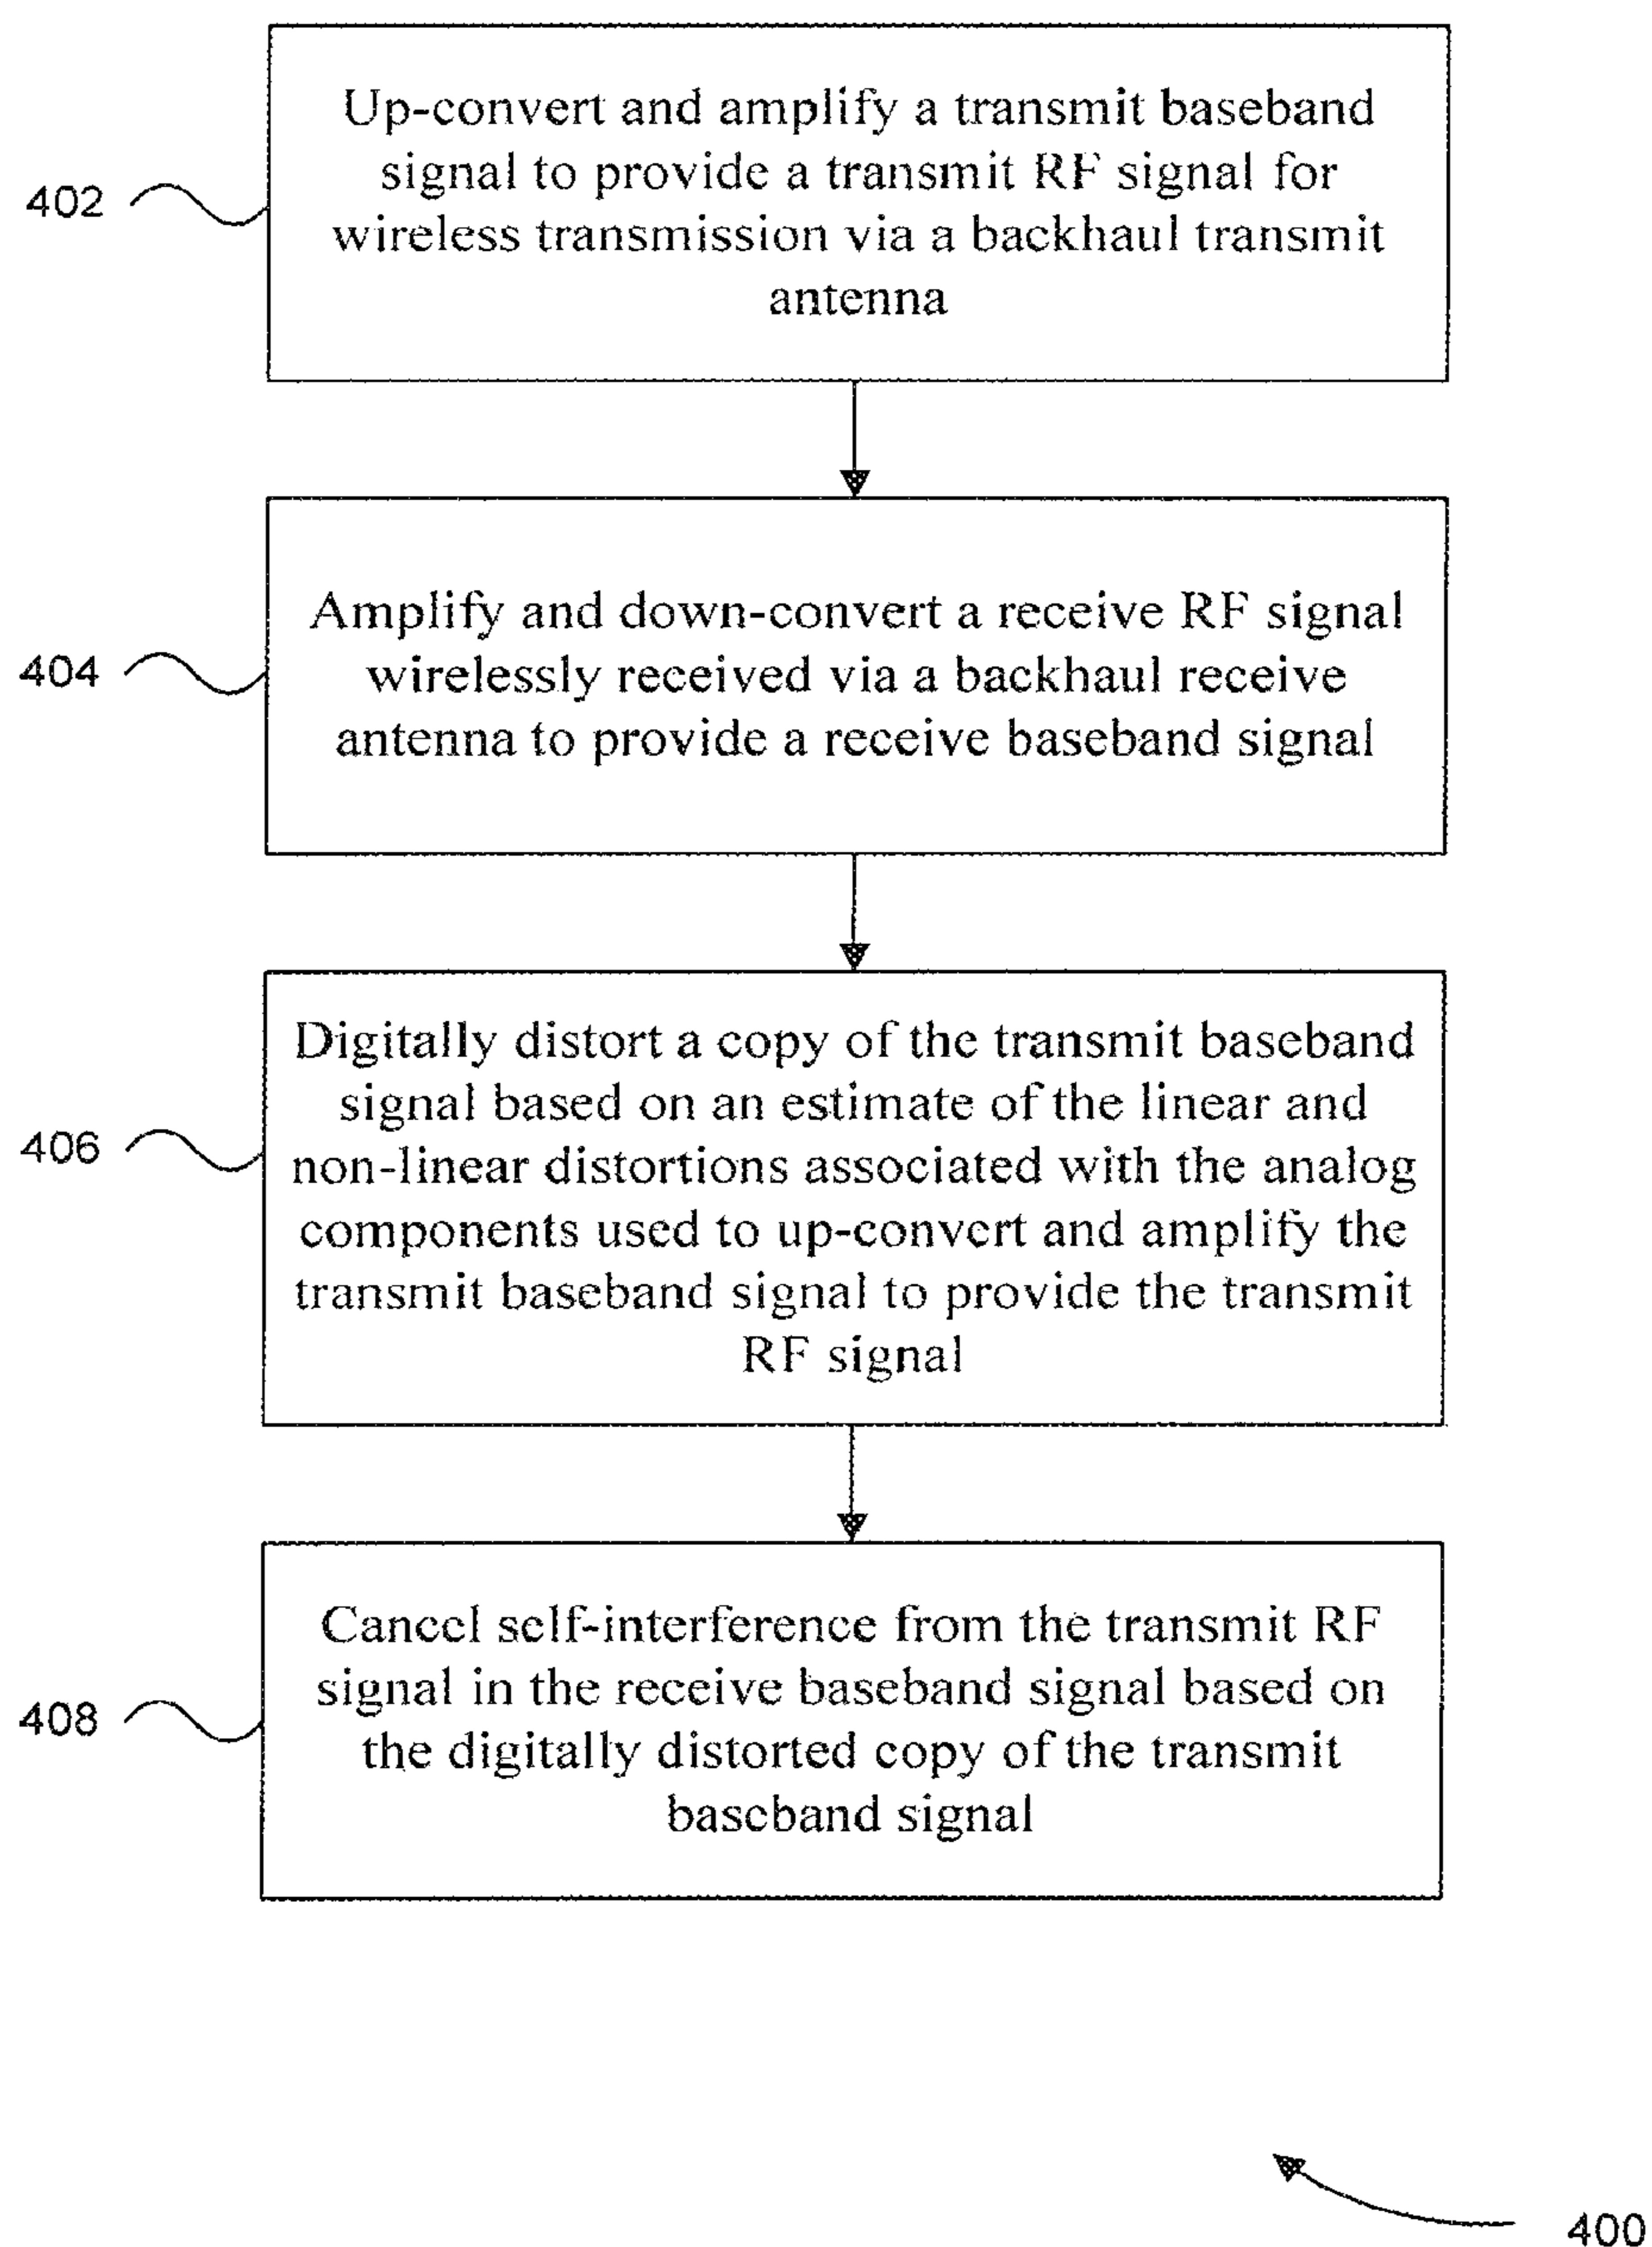 402
Up-convert and amplify a transmit baseband
signal to provide a transmit RF signal for
wireless transmission via a backhaul transmit
antenna
404
Amplify and down-convert a receive RF signal
wirelessly received via a backhaul receive
antenna to provide a receive baseband signal
406
Digitally distort a copy of the transmit baseband
signal based on an estimate of the linear and
non-linear distortions associated with the analog
components used to up-convert and amplify the
transmit baseband signal to provide the transmit
RF signal
408
Cancel self-interference from the transmit RF
signal in the receive baseband signal based on
the digitally distorted copy of the transmit
baseband signal
400